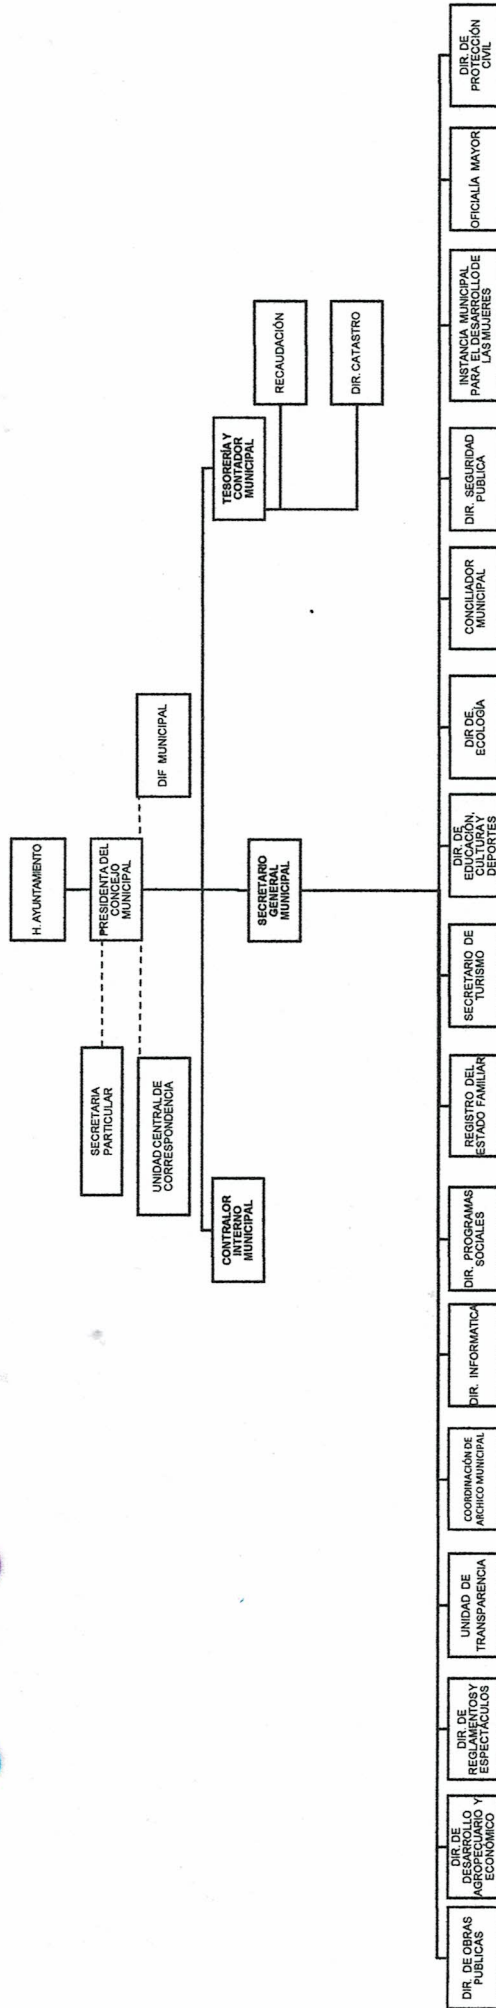 H. AYUNTAMIENTO
PRESIDENTA DEL
CONCEJO
MUNICIPAL
SECRETARIA
PARTICULAR
UNIDAD CENTRAL DE
CORRESPONDENCIA
DIF MUNICIPAL
CONTRALOR
INTERNO
MUNICIPAL
SECRETARIO
GENERAL
MUNICIPAL
TESORERÍA Y
CONTADOR
MUNICIPAL
RECAUDACIÓN
DIR. CATASTRO
DIR. DE OBRAS
PUBLICAS
DIR. DE
DESARROLLO
AGROPECUARIO Y
ECONÓMICO
DIR. DE
REGLAMENTOS Y
ESPECTÁCULOS
UNIDAD DE
TRANSPARENCIA
COORDINACIÓN DE
ARCHICO MUNICIPAL
DIR. INFORMATICA
DIR. PROGRAMAS
SOCIALES
REGISTRO DEL
ESTADO FAMILIAR
SECRETARIO DE
TURISMO
DIR. DE
EDUCACIÓN,
CULTURA Y
DEPORTES
DIR DE
ECOLOGÍA
CONCILIADOR
MUNICIPAL
DIR. SEGURIDAD
PUBLICA
INSTANCIA MUNICIPAL
PARA EL DESARROLLO DE
LAS MUJERES
OFICIALÍA MAYOR
DIR. DE
PROTECCIÓN
CIVIL